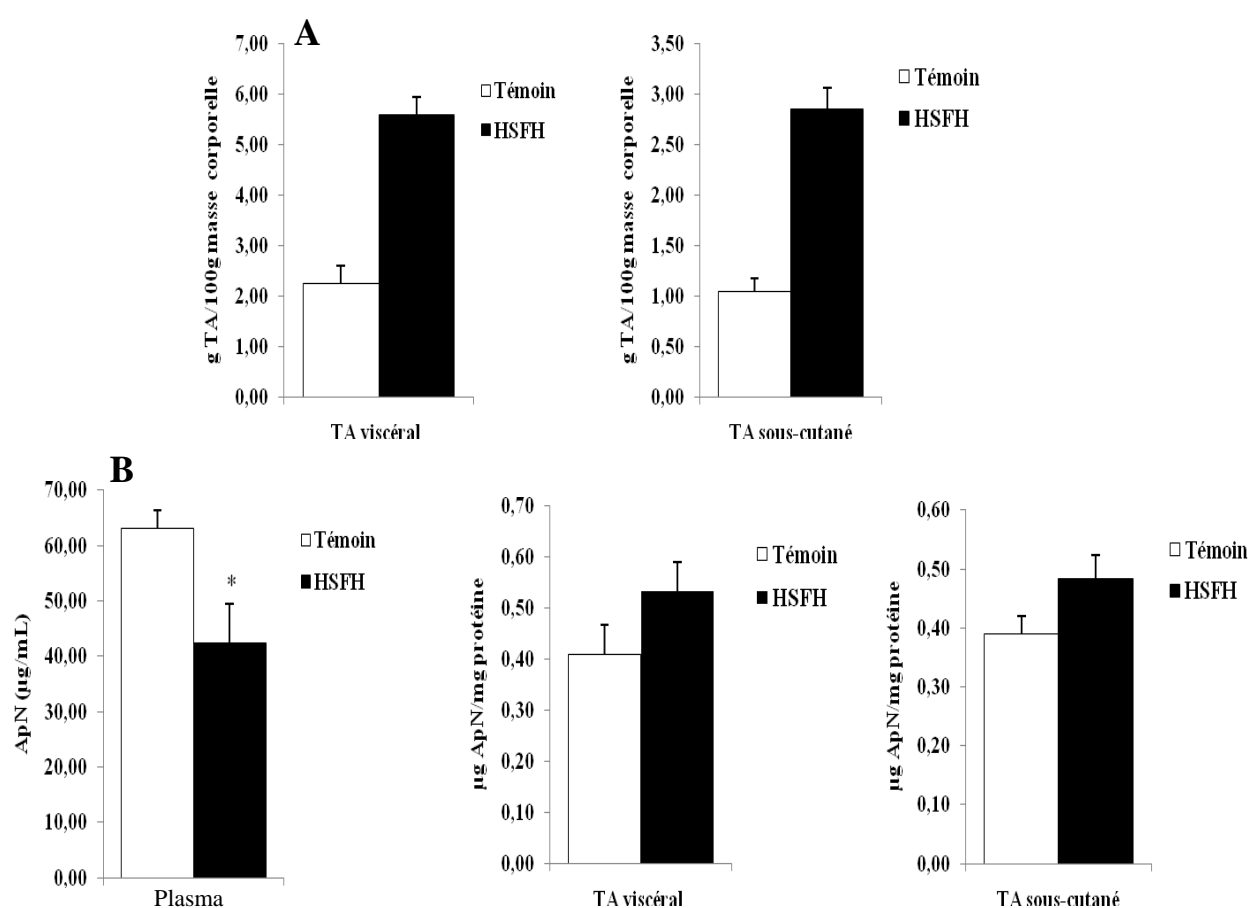 A
7,00
6,00
5,00
4,00
3,00
2,00
1,00
0,00
g TA/100g masse corporelle
Témoin
HSFH
TA viscéral
3,50
3,00
2,50
2,00
1,50
1,00
0,50
0,00
g TA/100g masse corporelle
Témoin
HSFH
TA sous-cutané
B
70,00
60,00
50,00
40,00
30,00
20,00
10,00
0,00
ApN (µg/mL)
*
Témoin
HSFH
Plasma
0,70
0,60
0,50
0,40
0,30
0,20
0,10
0,00
µg ApN/mg protéine
Témoin
HSFH
TA viscéral
0,60
0,50
0,40
0,30
0,20
0,10
0,00
µg ApN/mg protéine
Témoin
HSFH
TA sous-cutané